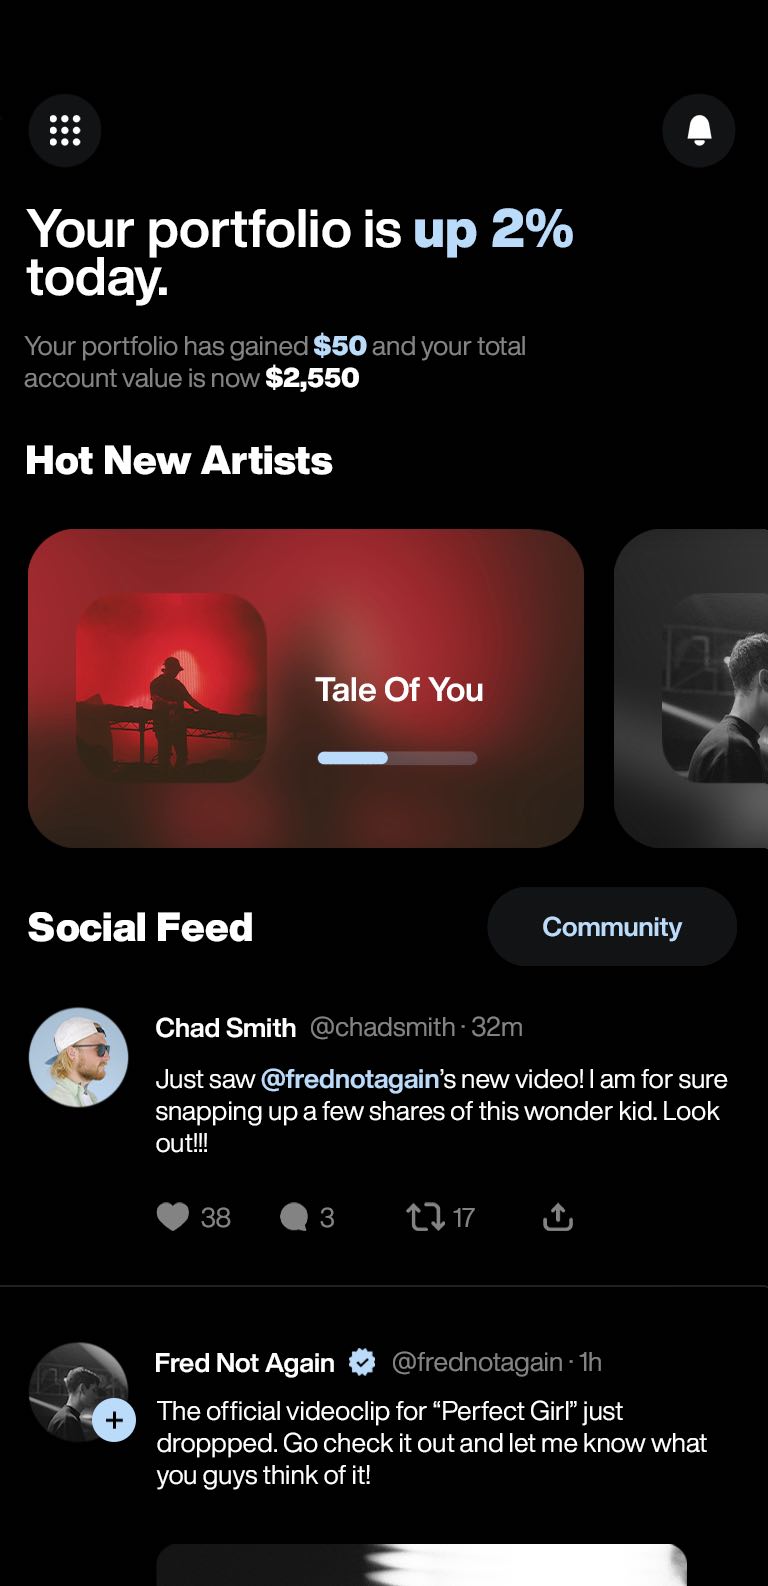 Your portfolio is up 2%
today.
Your portfolio has gained $50 and your total
account value is now $2,550
Hot New Artists
Tale Of You
Social Feed
Community
Chad Smith @chadsmith · 32m
Just saw @frednotagain’s new video! I am for sure
snapping up a few shares of this wonder kid. Look
out!!!
38 3 17
Fred Not Again @frednotagain · 1h
The official videoclip for “Perfect Girl” just
droppped. Go check it out and let me know what
you guys think of it!